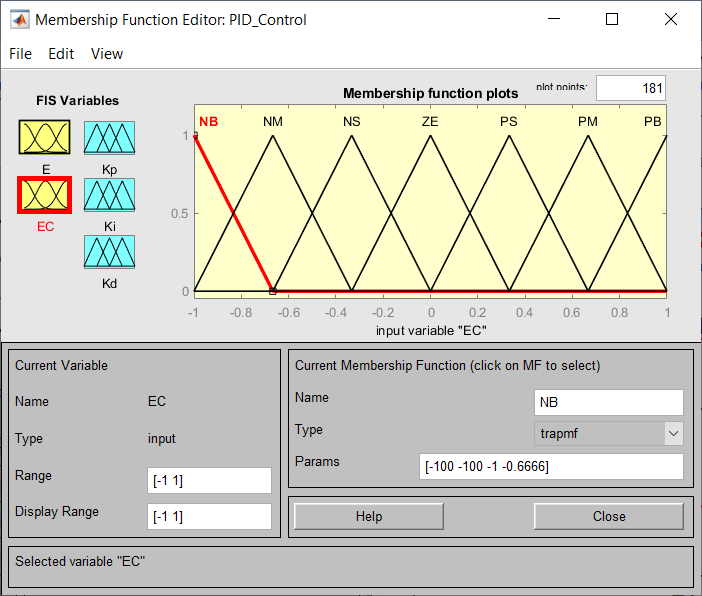 Membership Function Editor: PID_Control
File Edit View
FIS Variables
E
EC
Kp
Ki
Kd
Membership function plots
plot points:
181
NB NM NS ZE PS PM PB
1
0.5
0
-1 -0.8 -0.6 -0.4 -0.2 0 0.2 0.4 0.6 0.8 1
input variable "EC"
Current Variable
Name EC
Type input
Range [-1 1]
Display Range [-1 1]
Current Membership Function (click on MF to select)
Name NB
Type trapmf
Params [-100 -100 -1 -0.6666]
Help Close
Selected variable "EC"